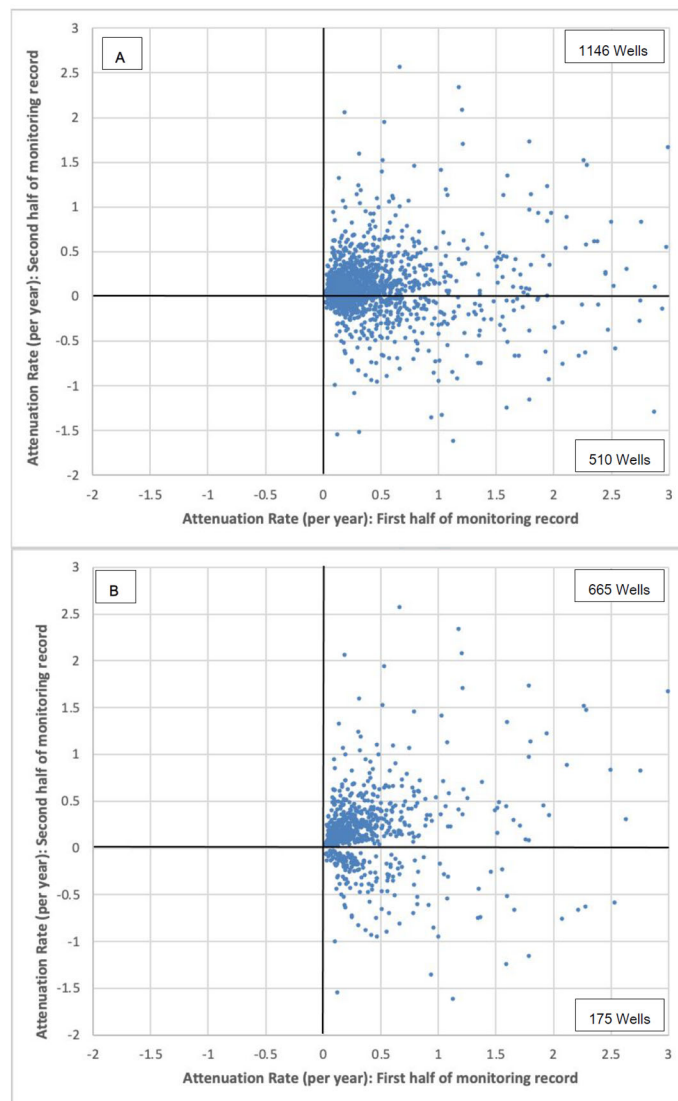 A
1146 Wells
3
2.5
2
1.5
1
0.5
0
-0.5
-1
-1.5
-2
Attenuation Rate (per year): Second half of monitoring record
510 Wells
-2 -1.5 -1 -0.5 0 0.5 1 1.5 2 2.5 3
Attenuation Rate (per year): First half of monitoring record
B
665 Wells
3
2.5
2
1.5
1
0.5
0
-0.5
-1
-1.5
-2
Attenuation Rate (per year): Second half of monitoring record
175 Wells
-2 -1.5 -1 -0.5 0 0.5 1 1.5 2 2.5 3
Attenuation Rate (per year): First half of monitoring record